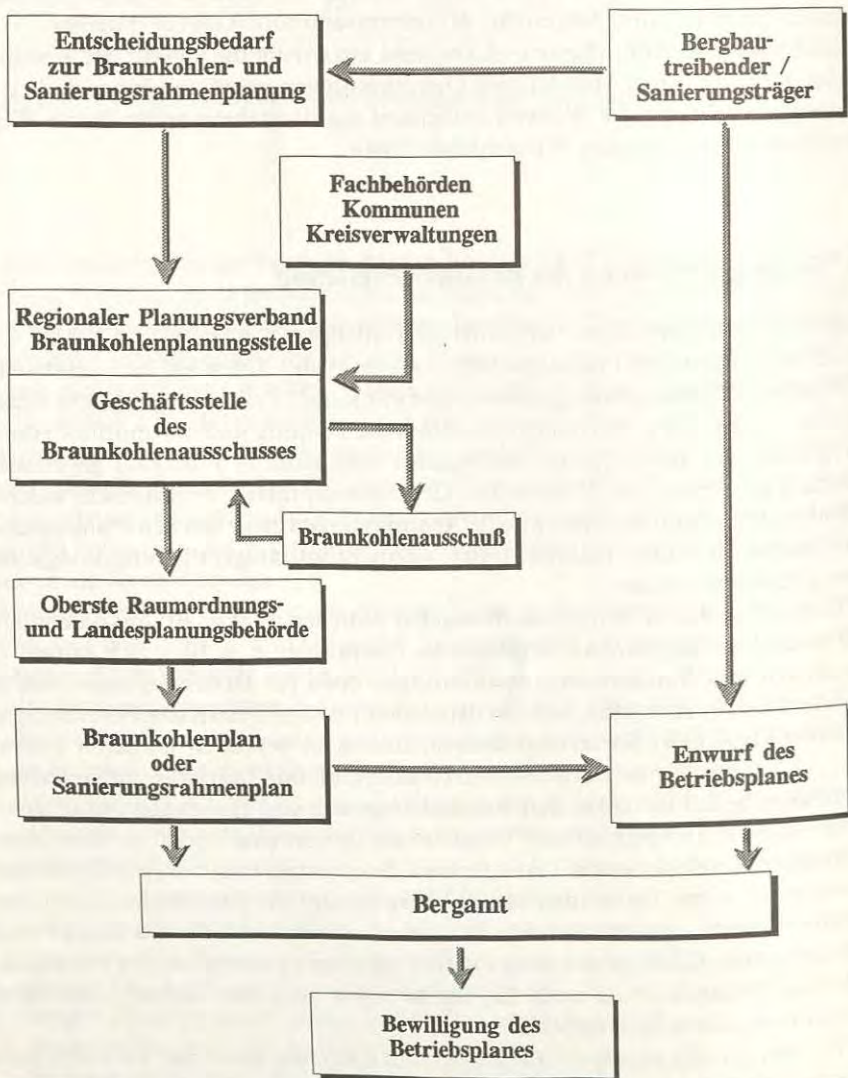 Entscheidungsbedarf
zur Braunkohlen- und
Sanierungsrahmenplanung
Bergbau-
treibender /
Sanierungsträger
Fachbehörden
Kommunen
Kreisverwaltungen
Regionaler Planungsverband
Braunkohlenplanungsstelle
Geschäftsstelle
des
Braunkohlenausschusses
Braunkohlenausschuß
Oberste Raumordnungs-
und Landesplanungsbehörde
Braunkohlenplan
oder
Sanierungsrahmenplan
Entwurf des
Betriebsplanes
Bergamt
Bewilligung des
Betriebsplanes